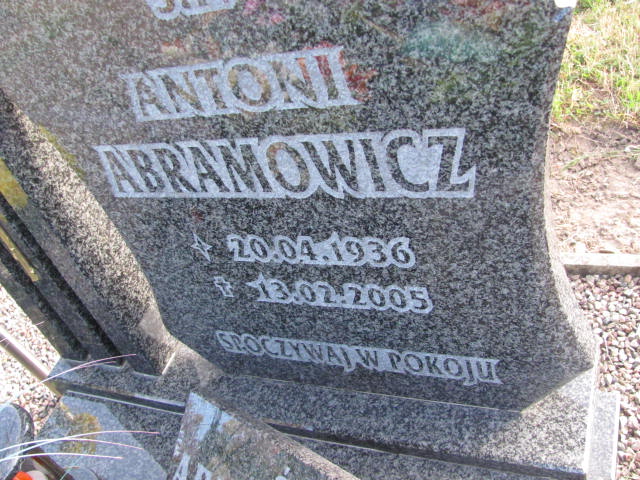 ANTONI
ABRAMOWICZ
20.04.1936
13.02.2005
SPOCZYWAJ W POKOJU